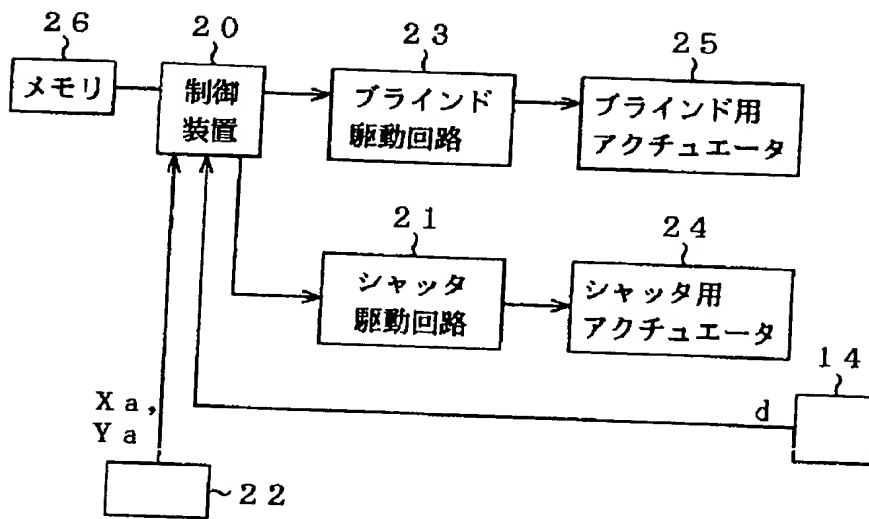 26
メモリ
20
制御
装置
23
ブラインド
駆動回路
25
ブラインド用
アクチュエータ
21
シャッタ
駆動回路
24
シャッタ用
アクチュエータ
14
d
Xa,
Ya
22